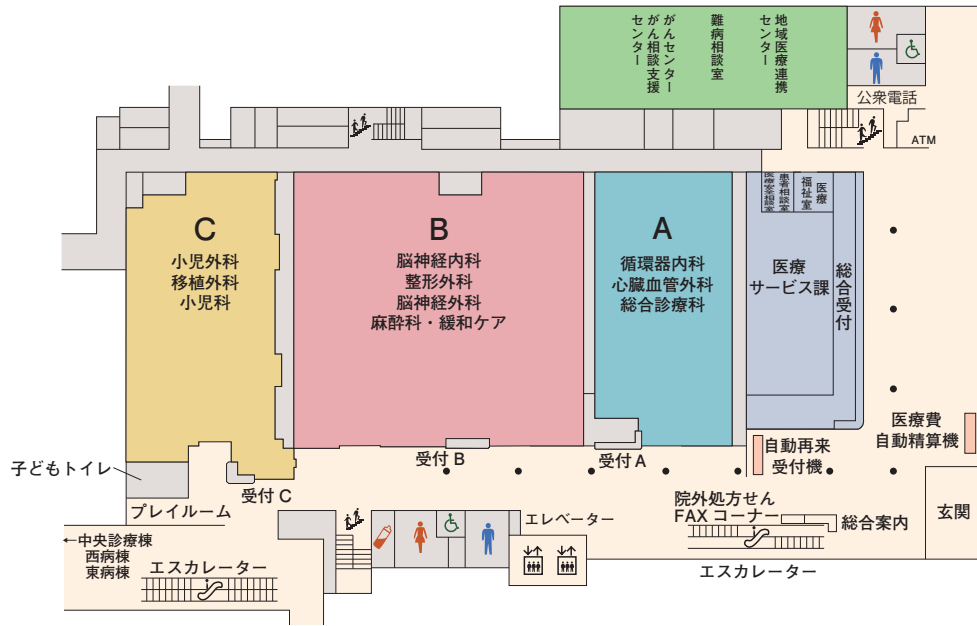 がんセンター
がん相談支援
センター
難病相談室
地域医療連携
センター
公衆電話
ATM
医療安全相談室
患者相談室
医療
福祉室
C
小児外科
移植外科
小児科
B
脳神経内科
整形外科
脳神経外科
麻酔科・緩和ケア
A
循環器内科
心臓血管外科
総合診療科
医療
サービス課
総合受付
医療費
自動精算機
自動再来
受付機
受付 A
受付 B
受付 C
子どもトイレ
プレイルーム
←中央診療棟
西病棟
東病棟
エスカレーター
エレベーター
院外処方せん
FAX コーナー
総合案内
玄関
エスカレーター